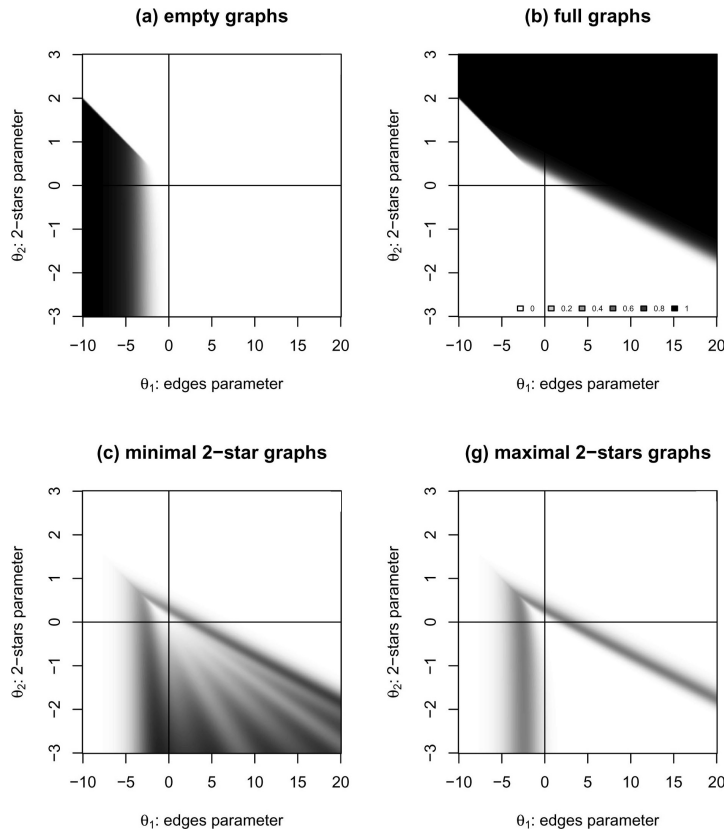 (a) empty graphs
(b) full graphs
3
2
1
0
−1
−2
−3
θ2: 2−stars parameter
−10 −5 0 5 10 15 20
θ1: edges parameter
3
2
1
0
−1
−2
−3
θ2: 2−stars parameter
0 0.2 0.4 0.6 0.8 1
−10 −5 0 5 10 15 20
θ1: edges parameter
(c) minimal 2−star graphs
(g) maximal 2−stars graphs
3
2
1
0
−1
−2
−3
θ2: 2−stars parameter
−10 −5 0 5 10 15 20
θ1: edges parameter
3
2
1
0
−1
−2
−3
θ2: 2−stars parameter
−10 −5 0 5 10 15 20
θ1: edges parameter